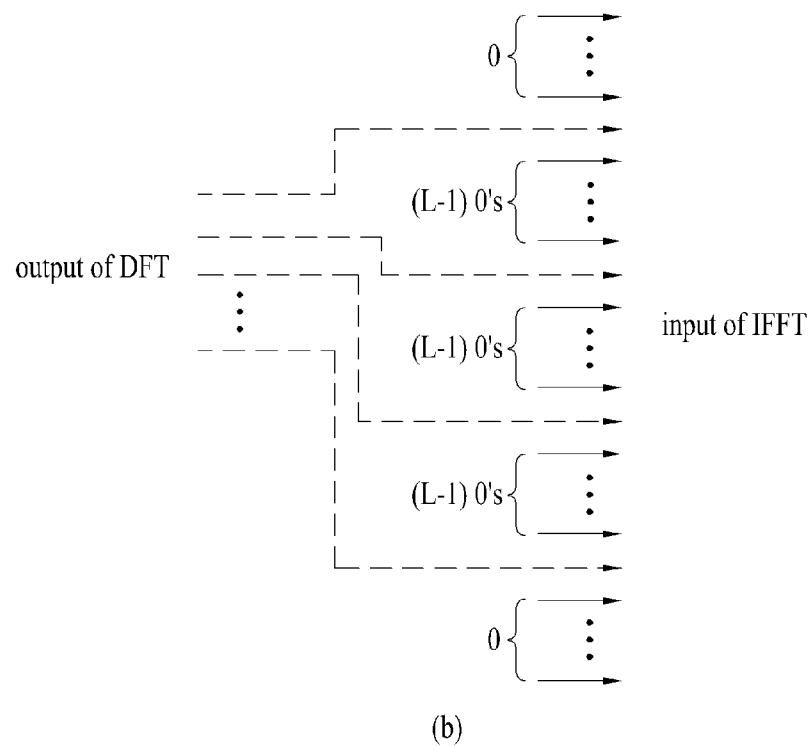 0
(L-1) 0's
output of DFT
(L-1) 0's
input of IFFT
(L-1) 0's
0
(b)